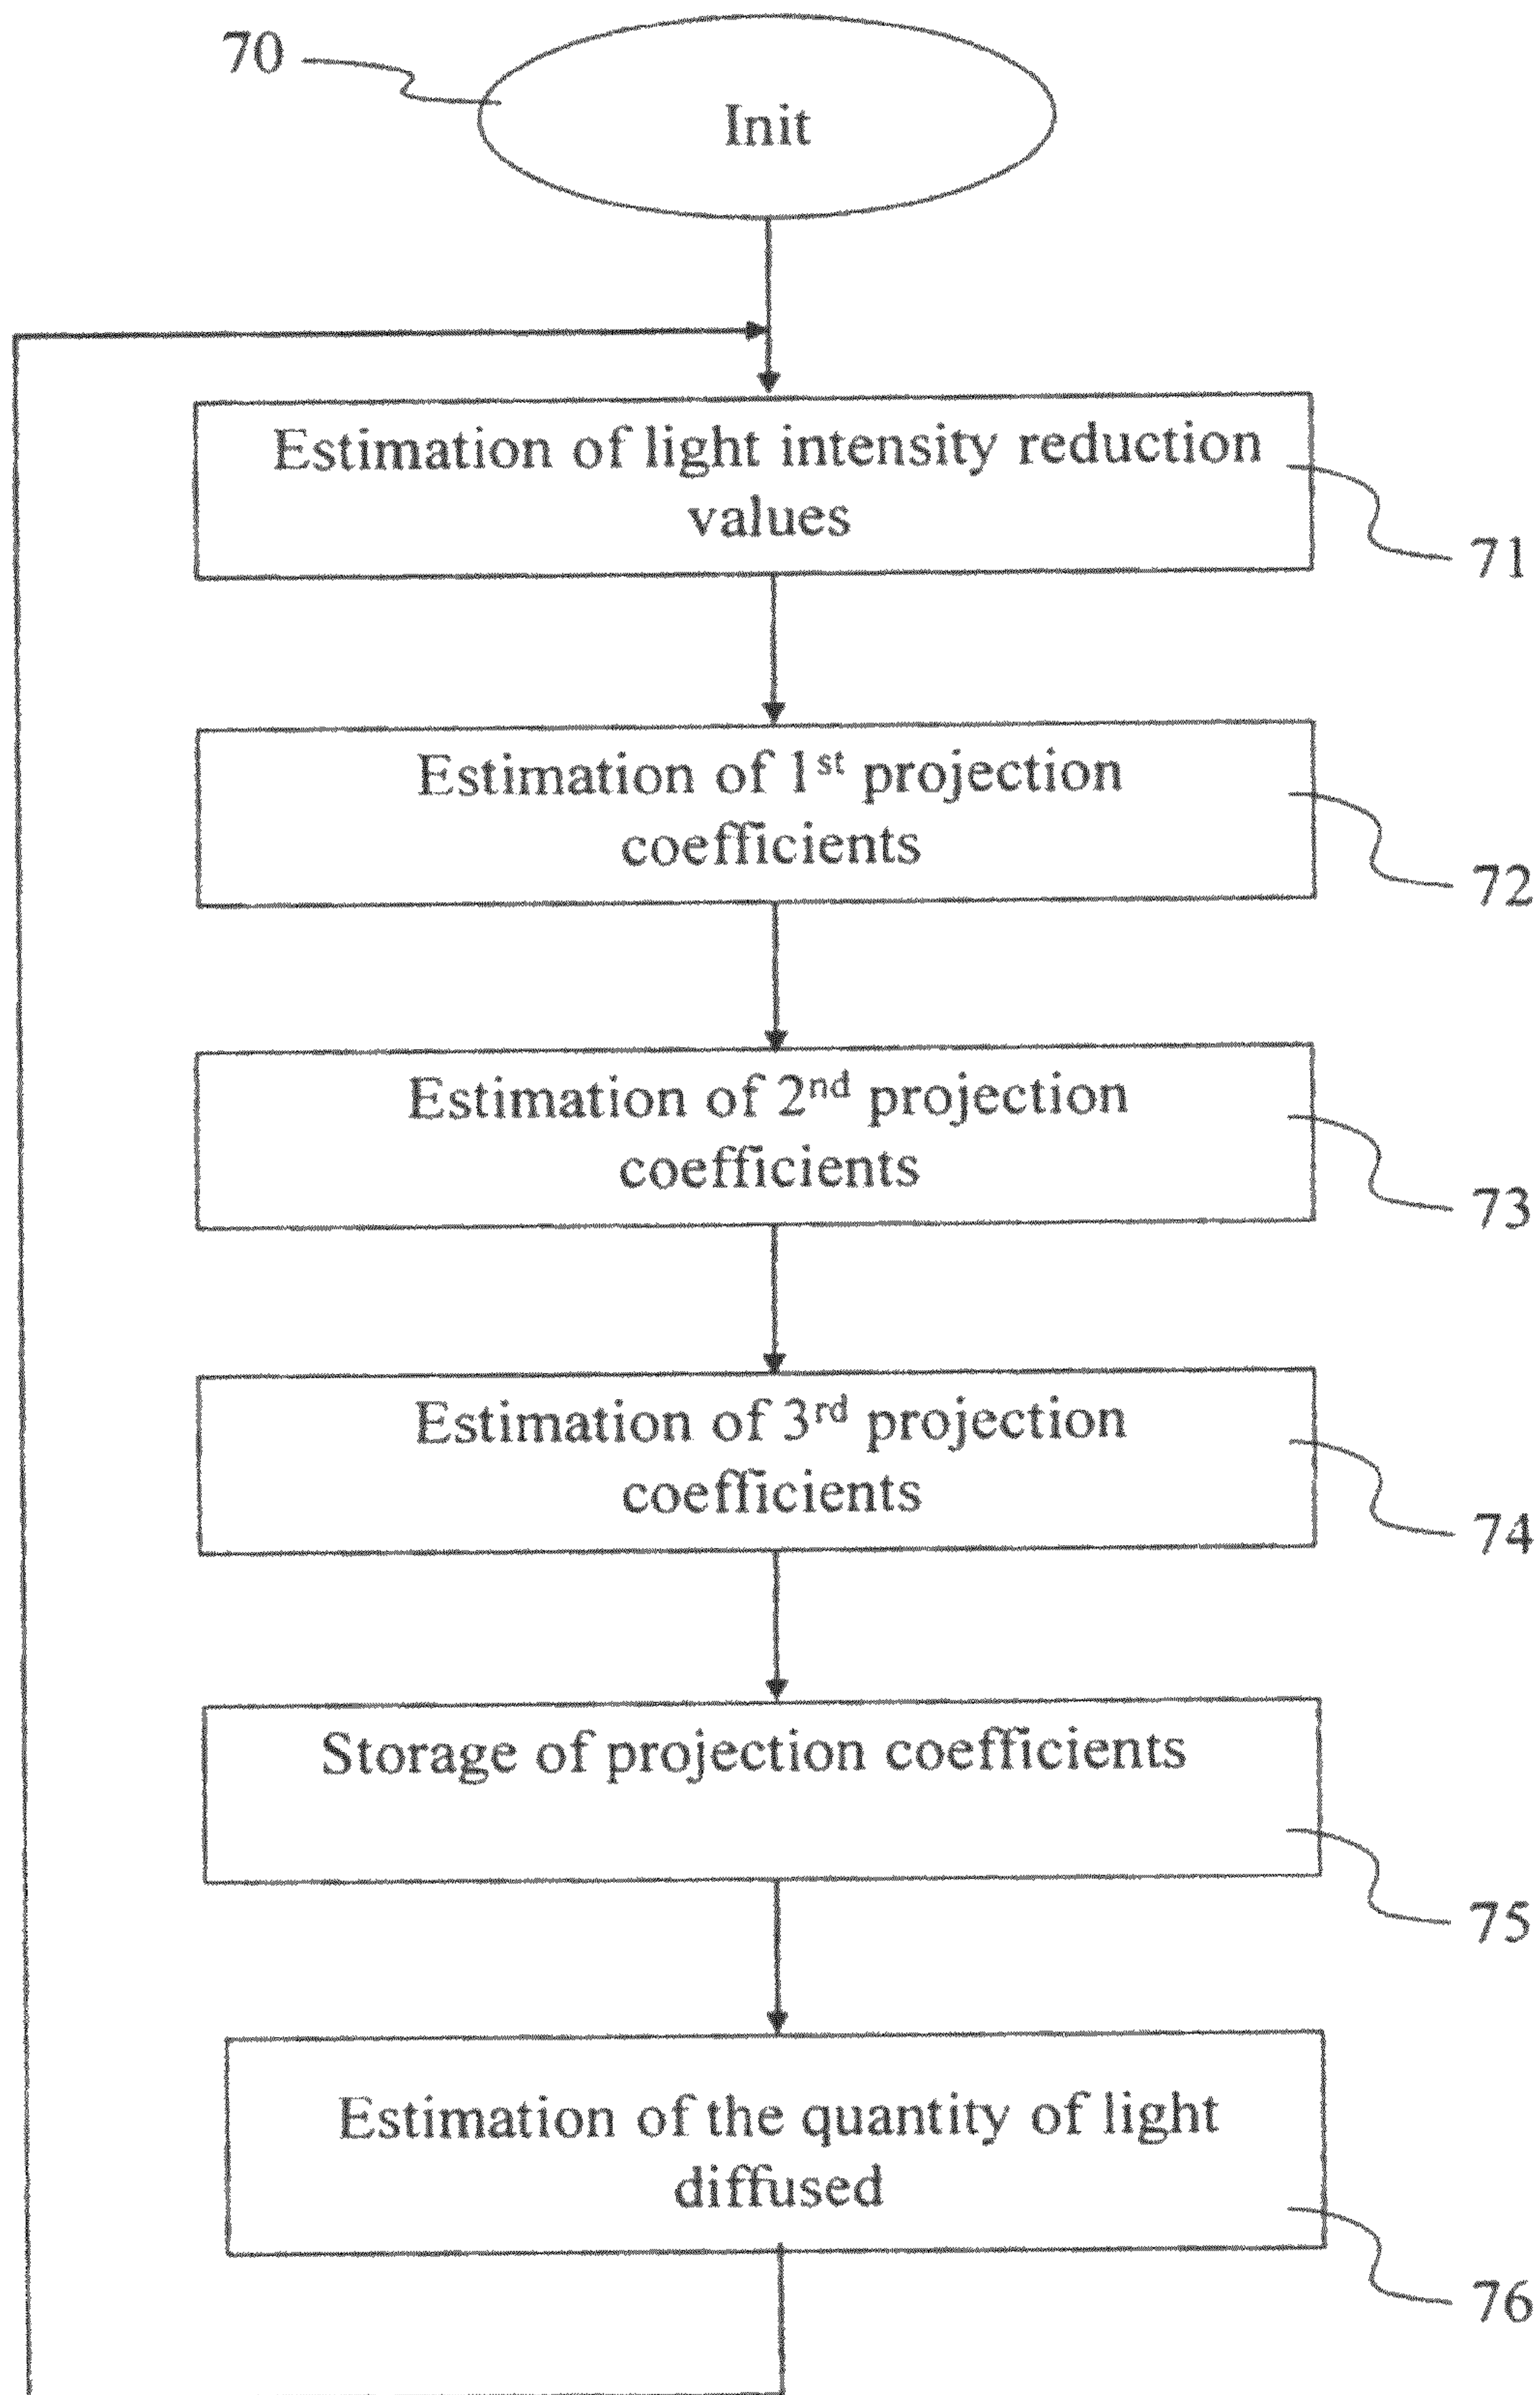 70
Init
Estimation of light intensity reduction
values
71
Estimation of 1st projection
coefficients
72
Estimation of 2nd projection
coefficients
73
Estimation of 3rd projection
coefficients
74
Storage of projection coefficients
75
Estimation of the quantity of light
diffused
76